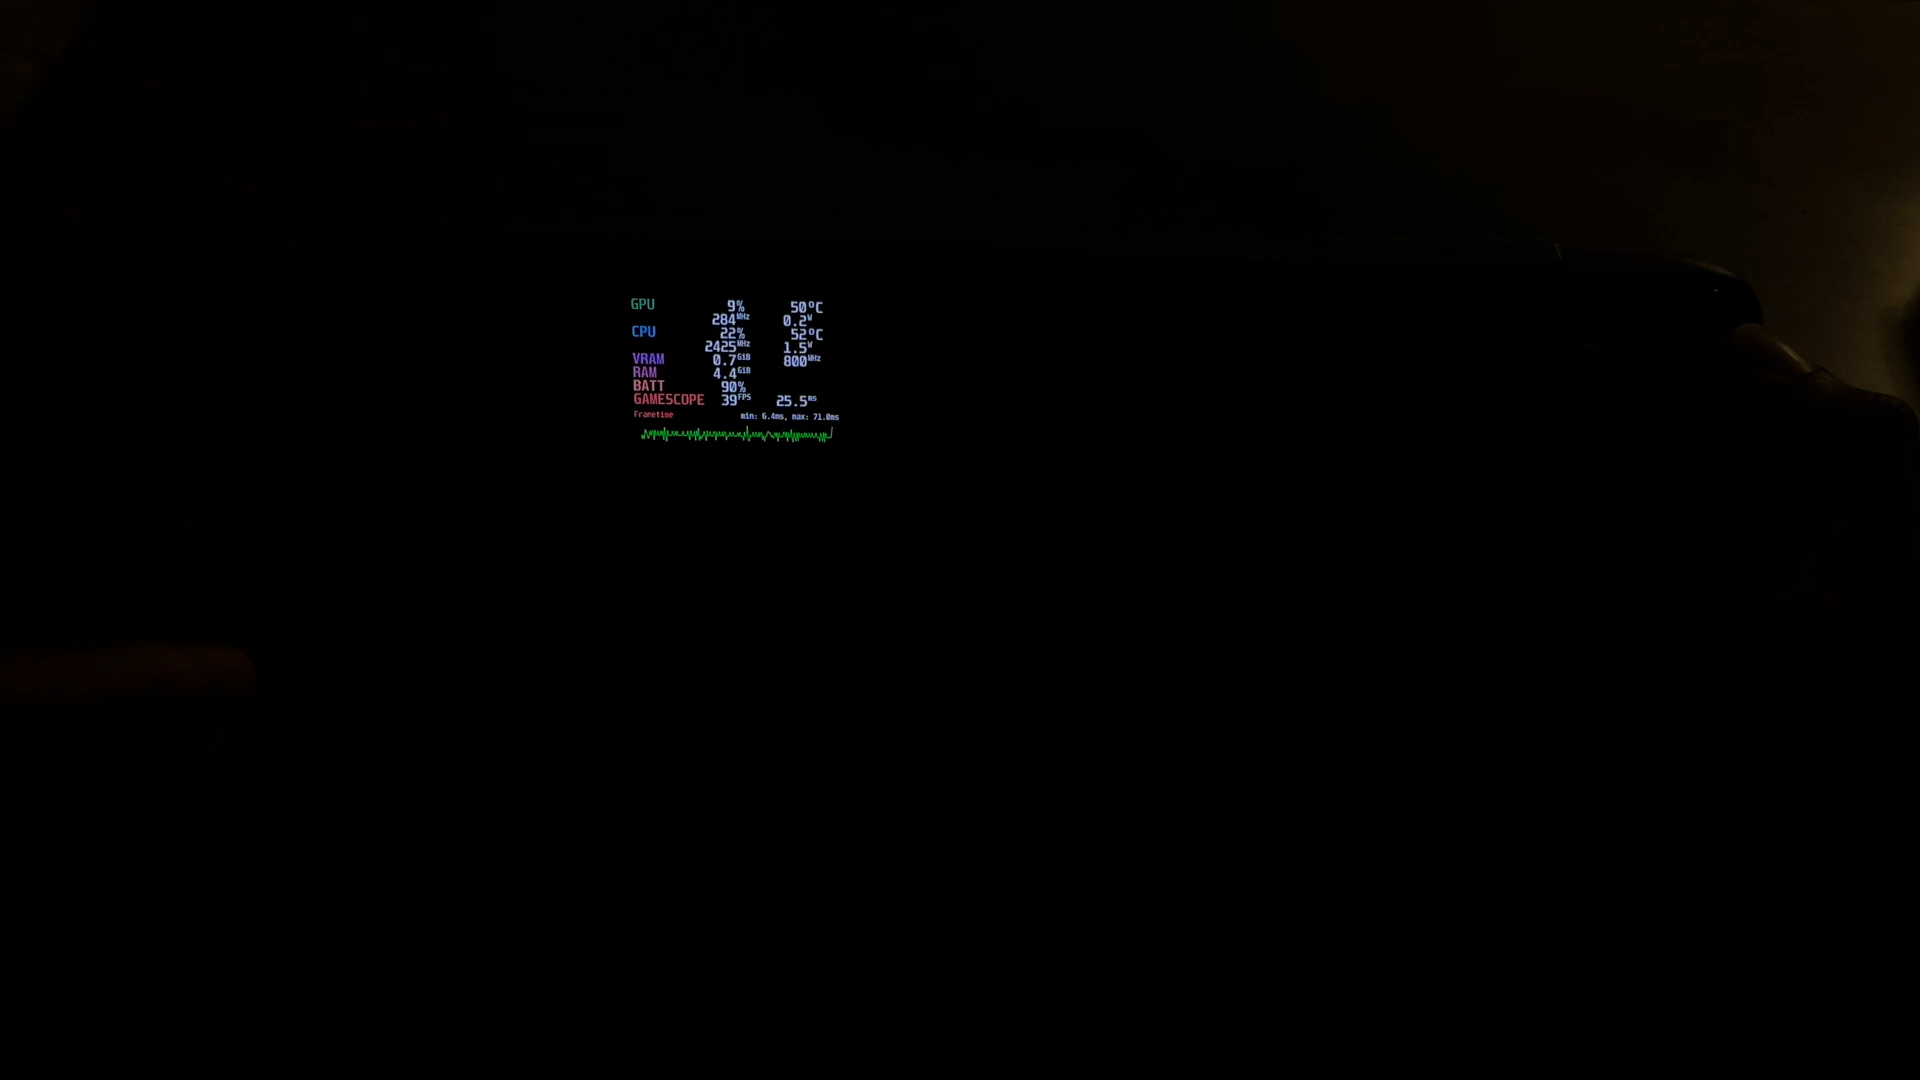 GPU 9% 50°C
284MHz 0.2W
CPU 22% 52°C
2425MHz 1.5W
VRAM 0.7GiB 800MHz
RAM 4.4GiB
BATT 90%
GAMESCOPE 39FPS 25.5ms
Frametime min: 6.4ms, max: 71.0ms